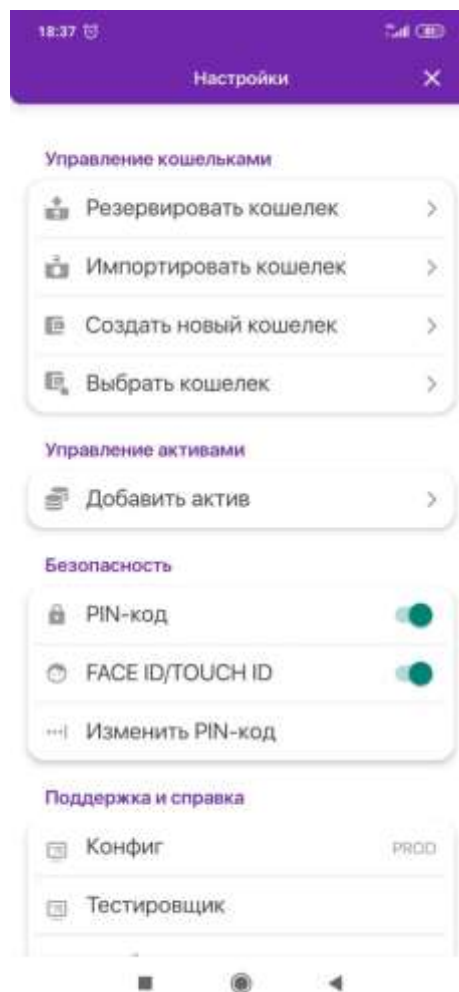 18:37
Настройки
Управление кошельками
Резервировать кошелек
Импортировать кошелек
Создать новый кошелек
Выбрать кошелек
Управление активами
Добавить актив
Безопасность
PIN-код
FACE ID/TOUCH ID
Изменить PIN-код
Поддержка и справка
Конфиг PROD
Тестировщик